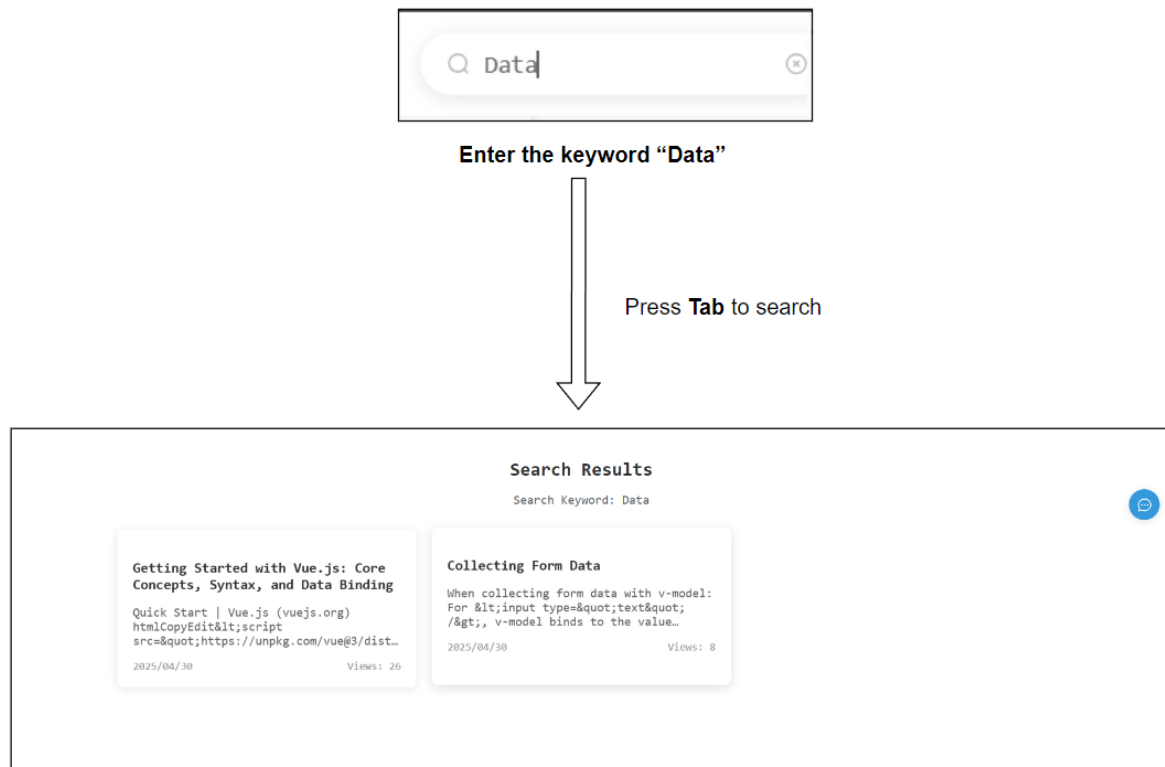 Data
Enter the keyword “Data”
Press Tab to search
Search Results
Search Keyword: Data
Getting Started with Vue.js: Core
Concepts, Syntax, and Data Binding
Quick Start | Vue.js (vuejs.org)
htmlCopyEdit&lt;script
src=&quot;https://unpkg.com/vue@3/dist…
2025/04/30 Views: 26
Collecting Form Data
When collecting form data with v-model:
For &lt;input type=&quot;text&quot;
/&gt;, v-model binds to the value…
2025/04/30 Views: 8